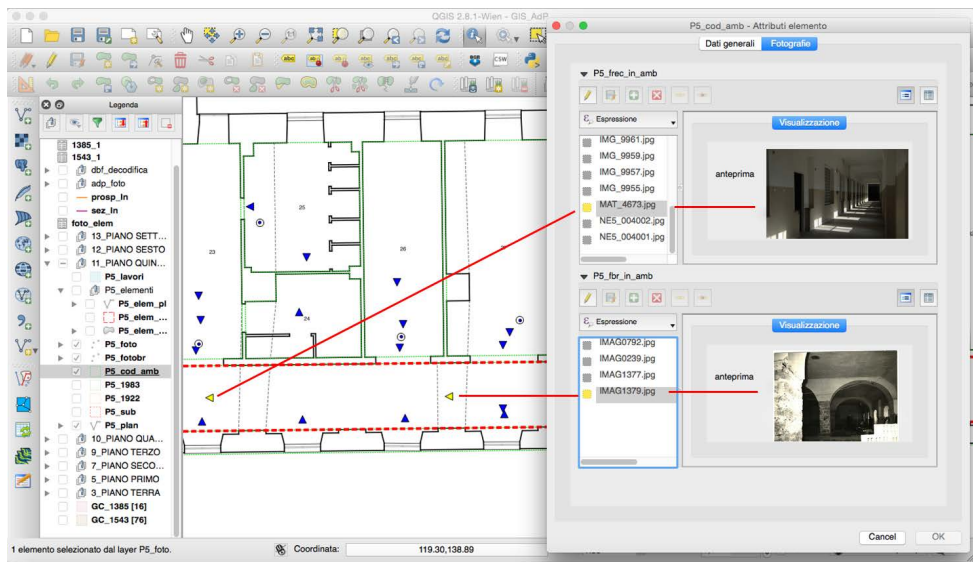 QGIS 2.8.1-Wien - GIS_AdP
P5_cod_amb - Attributi elemento
Dati generali
Fotografie
abc
CSW
Legenda
1385_1
1543_1
dbf_decodifica
adp_foto
prosp_ln
sez_ln
foto_elem
13_PIANO SETT...
12_PIANO SESTO
11_PIANO QUIN...
P5_lavori
P5_elementi
P5_elem_pl
P5_elem_...
P5_elem_...
P5_foto
P5_fotobr
P5_cod_amb
P5_1983
P5_1922
P5_sub
P5_plan
10_PIANO QUA...
9_PIANO TERZO
7_PIANO SECO...
5_PIANO PRIMO
3_PIANO TERRA
GC_1385 [16]
GC_1543 [76]
23
25
24
26
P5_frec_in_amb
Espressione
IMG_9961.jpg
IMG_9959.jpg
IMG_9957.jpg
IMG_9955.jpg
MAT_4673.jpg
NE5_004002.jpg
NE5_004001.jpg
Visualizzazione
anteprima
P5_fbr_in_amb
Espressione
IMAG0792.jpg
IMAG0239.jpg
IMAG1377.jpg
IMAG1379.jpg
Visualizzazione
anteprima
Cancel
OK
1 elemento selezionato dal layer P5_foto.
Coordinata:
119.30,138.89